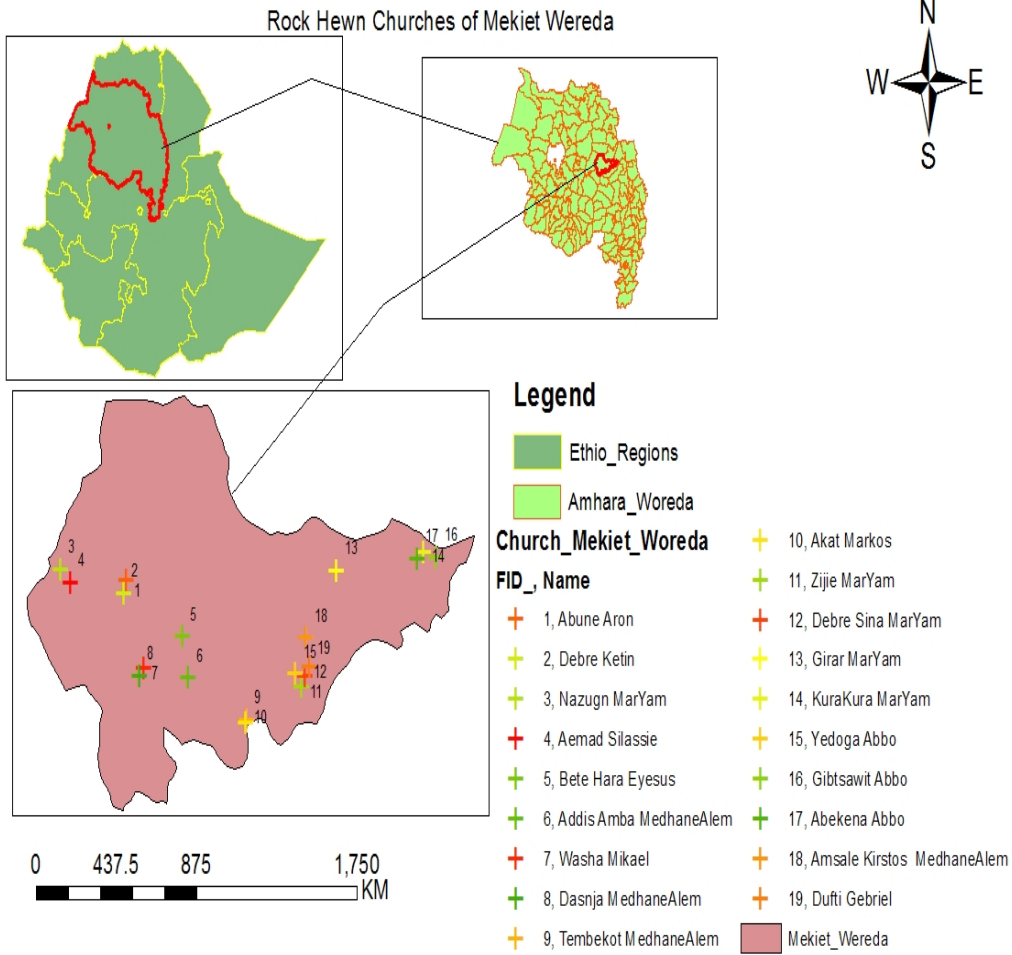 Rock Hewn Churches of Mekiet Wereda
N
W
E
S
3
4
2
1
5
8
7
6
9
10
13
17
16
14
18
19
15
12
11
0 437.5 875 1,750
KM
Legend
Ethio_Regions
Amhara_Woreda
Church_Mekiet_Woreda
FID_, Name
1, Abune Aron
2, Debre Ketin
3, Nazugn MarYam
4, Aemad Silassie
5, Bete Hara Eyesus
6, Addis Amba MedhaneAlem
7, Washa Mikael
8, Dasnja MedhaneAlem
9, Tembekot MedhaneAlem
10, Akat Markos
11, Zijie MarYam
12, Debre Sina MarYam
13, Girar MarYam
14, KuraKura MarYam
15, Yedoga Abbo
16, Gibtsawit Abbo
17, Abekena Abbo
18, Amsale Kirstos MedhaneAlem
19, Dufti Gebriel
Mekiet_Wereda